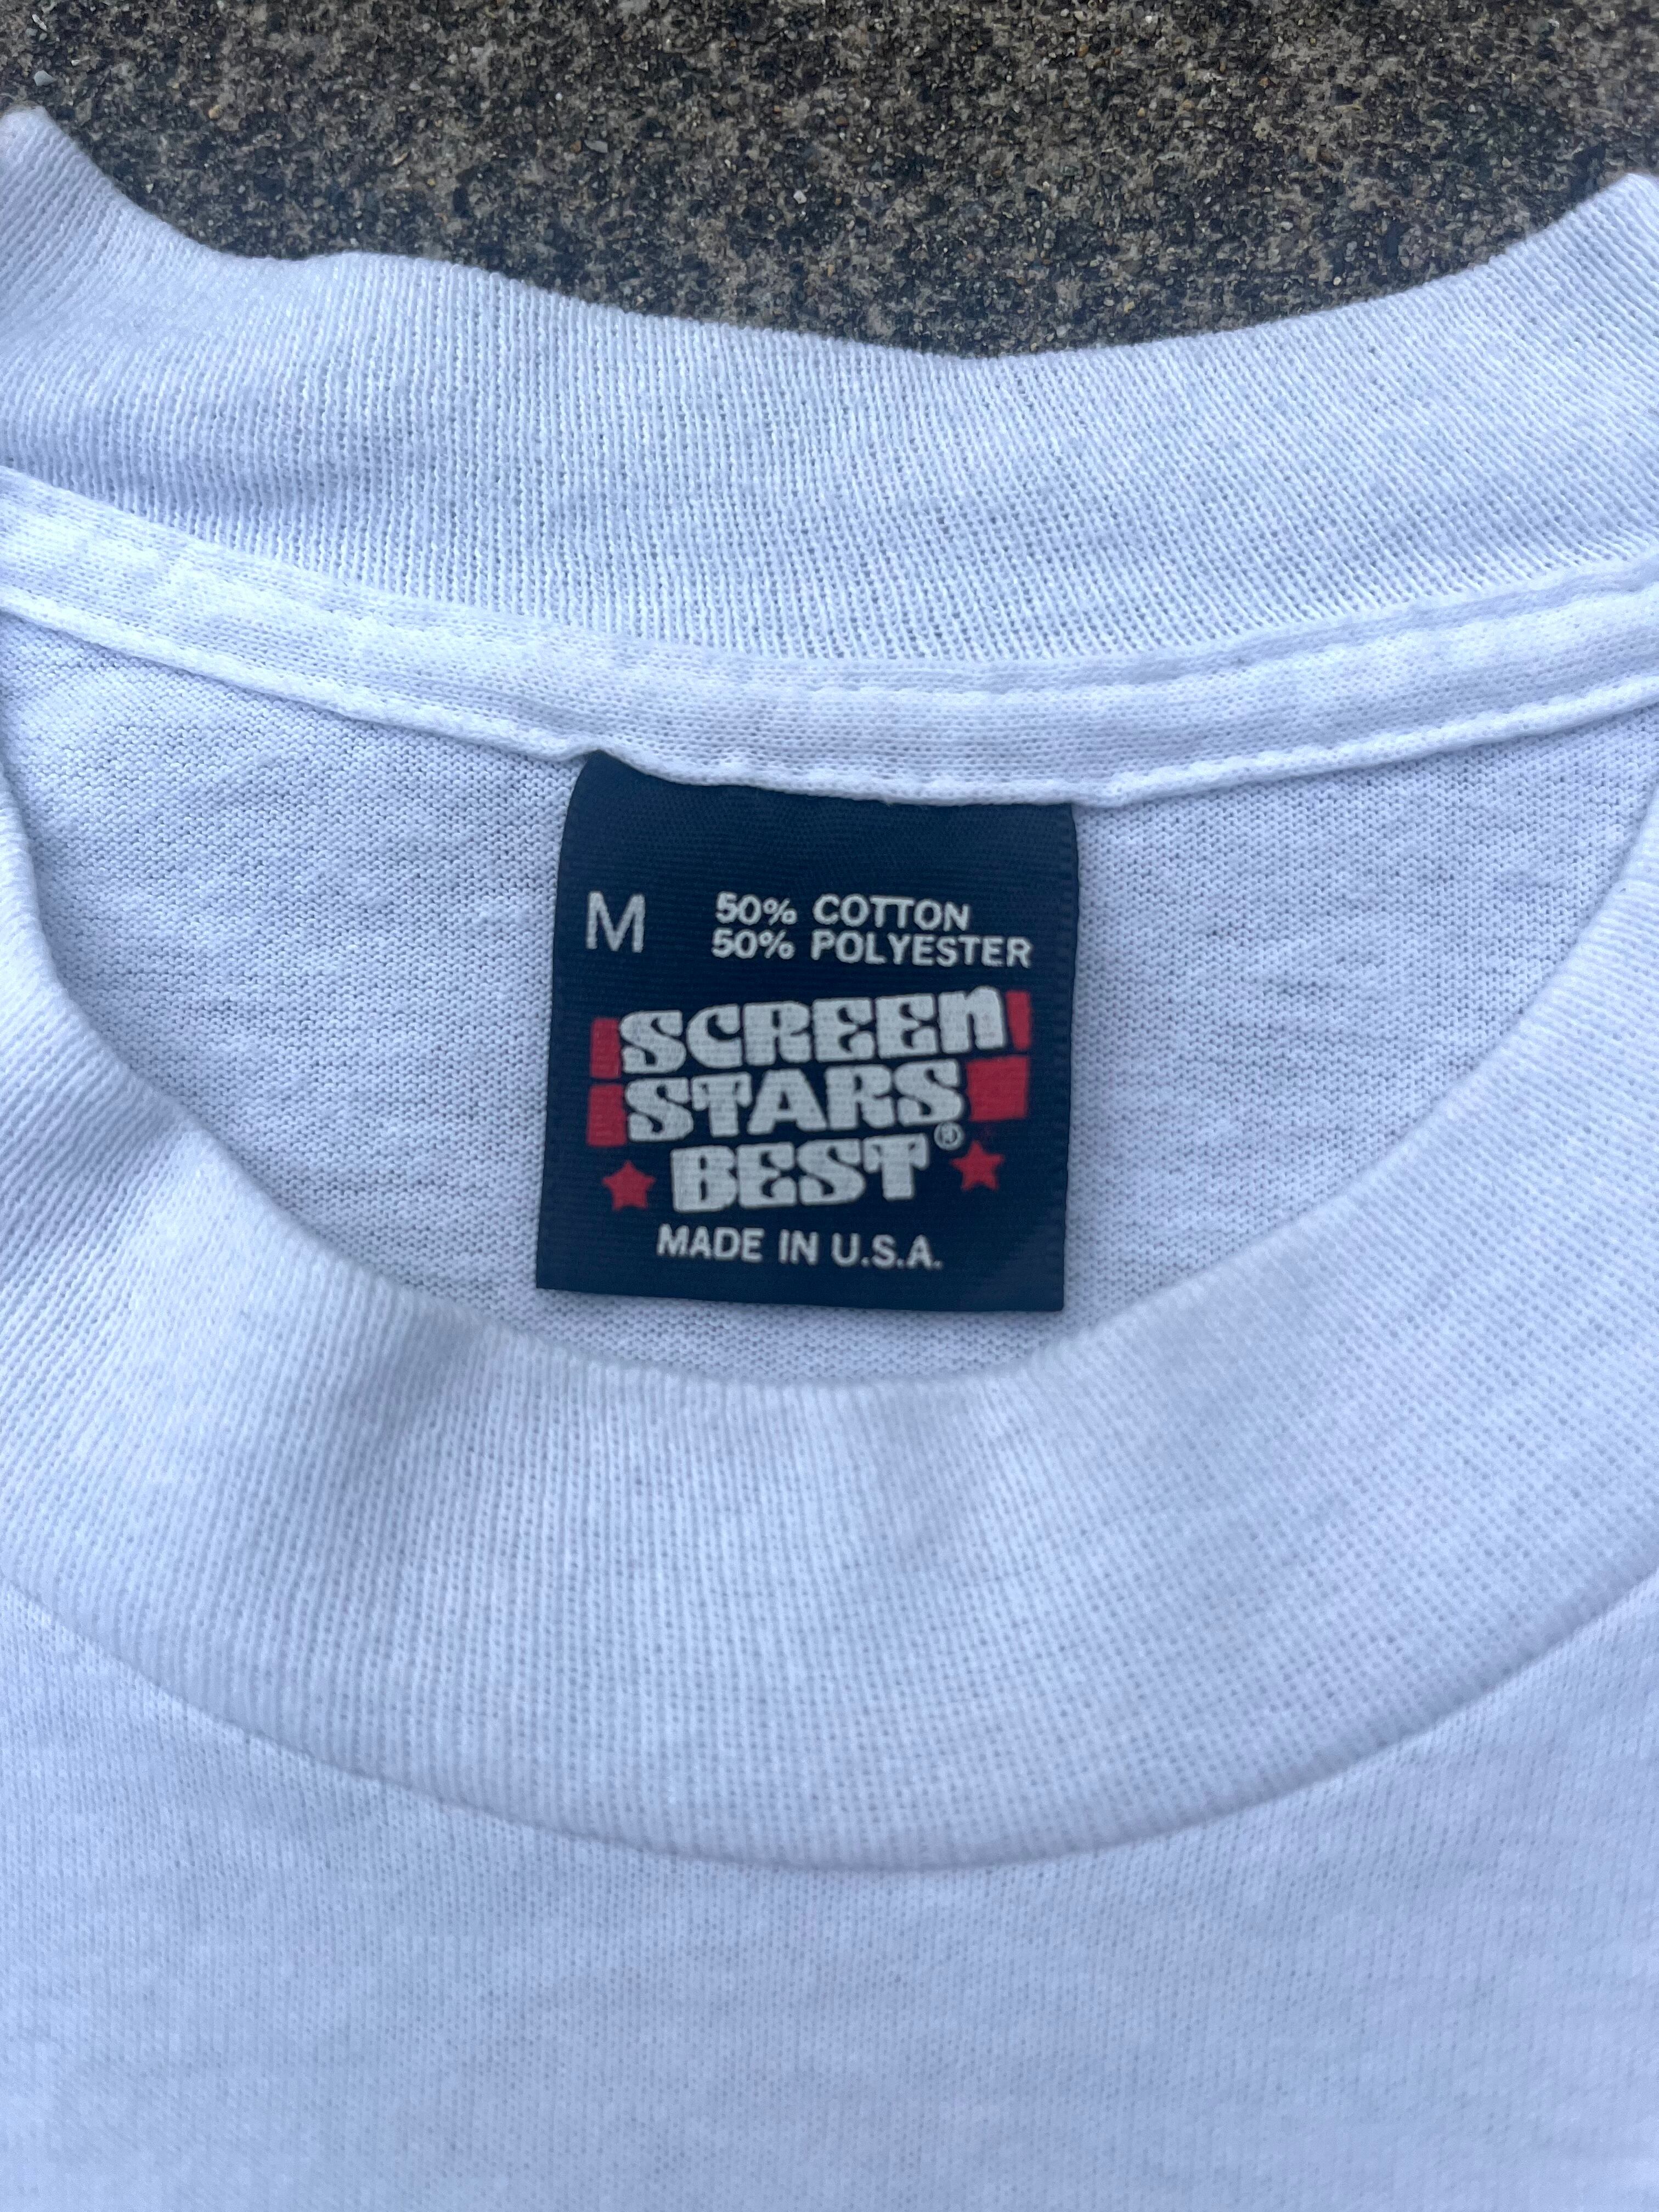 M 50% COTTON
50% POLYESTER
SCREEN
STARS
BEST®
MADE IN U.S.A.